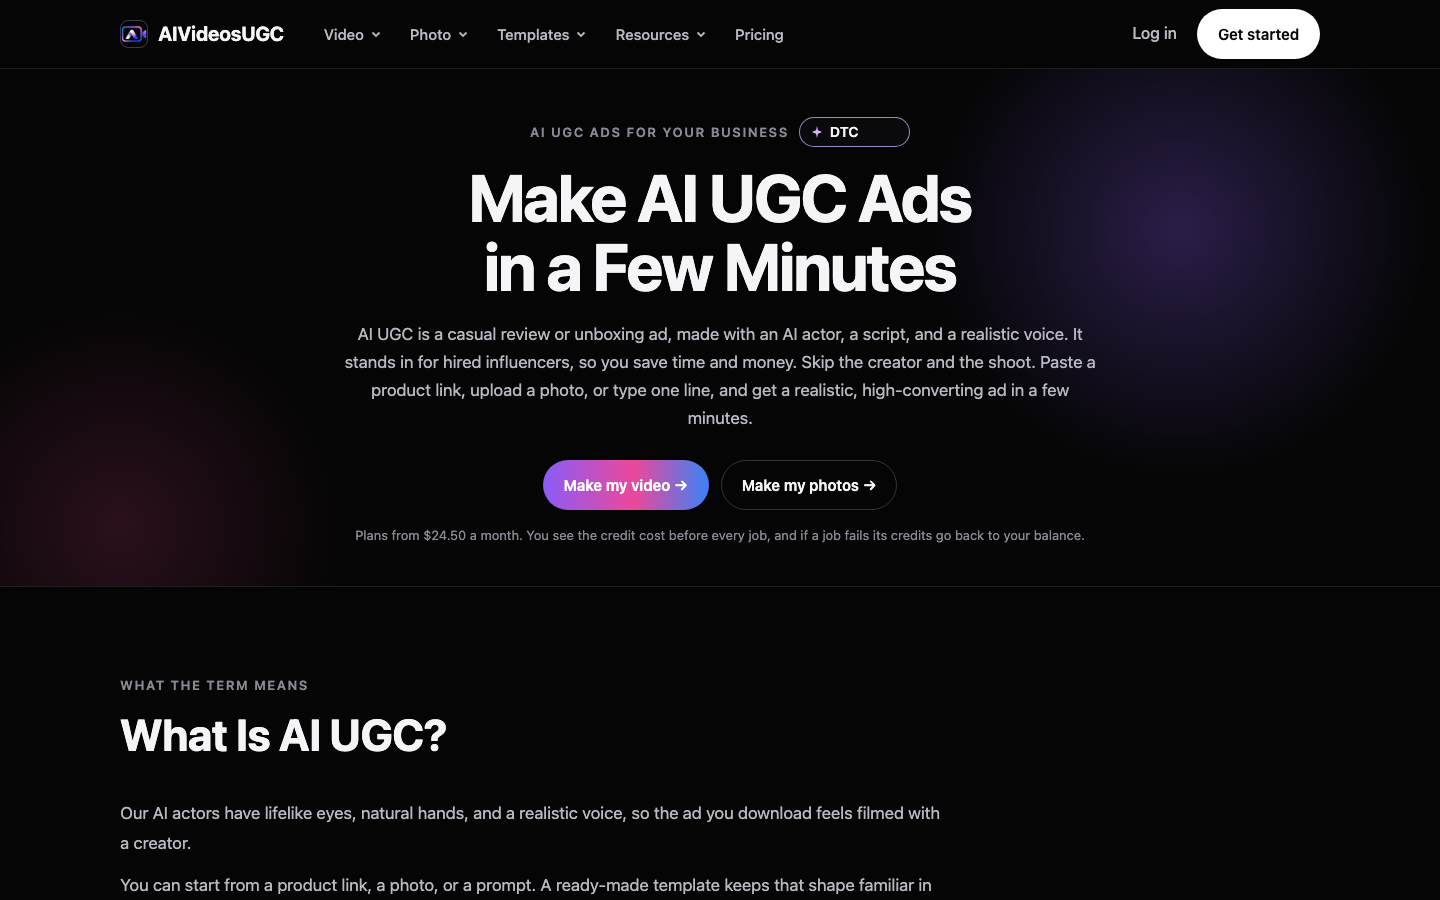 AIVideosUGC
Video
Photo
Templates
Resources
Pricing
Log in
Get started
AI UGC ADS FOR YOUR BUSINESS
DTC
Make AI UGC Ads
in a Few Minutes
AI UGC is a casual review or unboxing ad, made with an AI actor, a script, and a realistic voice. It
stands in for hired influencers, so you save time and money. Skip the creator and the shoot. Paste a
product link, upload a photo, or type one line, and get a realistic, high-converting ad in a few
minutes.
Make my video →
Make my photos →
Plans from $24.50 a month. You see the credit cost before every job, and if a job fails its credits go back to your balance.
WHAT THE TERM MEANS
What Is AI UGC?
Our AI actors have lifelike eyes, natural hands, and a realistic voice, so the ad you download feels filmed with
a creator.
You can start from a product link, a photo, or a prompt. A ready-made template keeps that shape familiar in